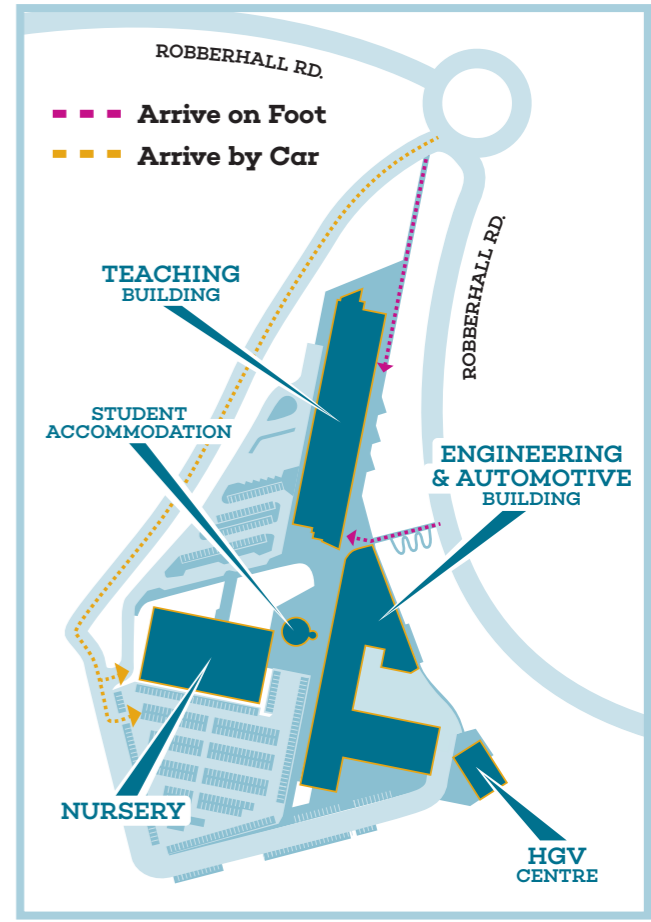 ROBBERHALL RD.
Arrive on Foot
Arrive by Car
ROBBERHALL RD.
TEACHING
BUILDING
STUDENT
ACCOMMODATION
ENGINEERING
& AUTOMOTIVE
BUILDING
NURSERY
HGV
CENTRE